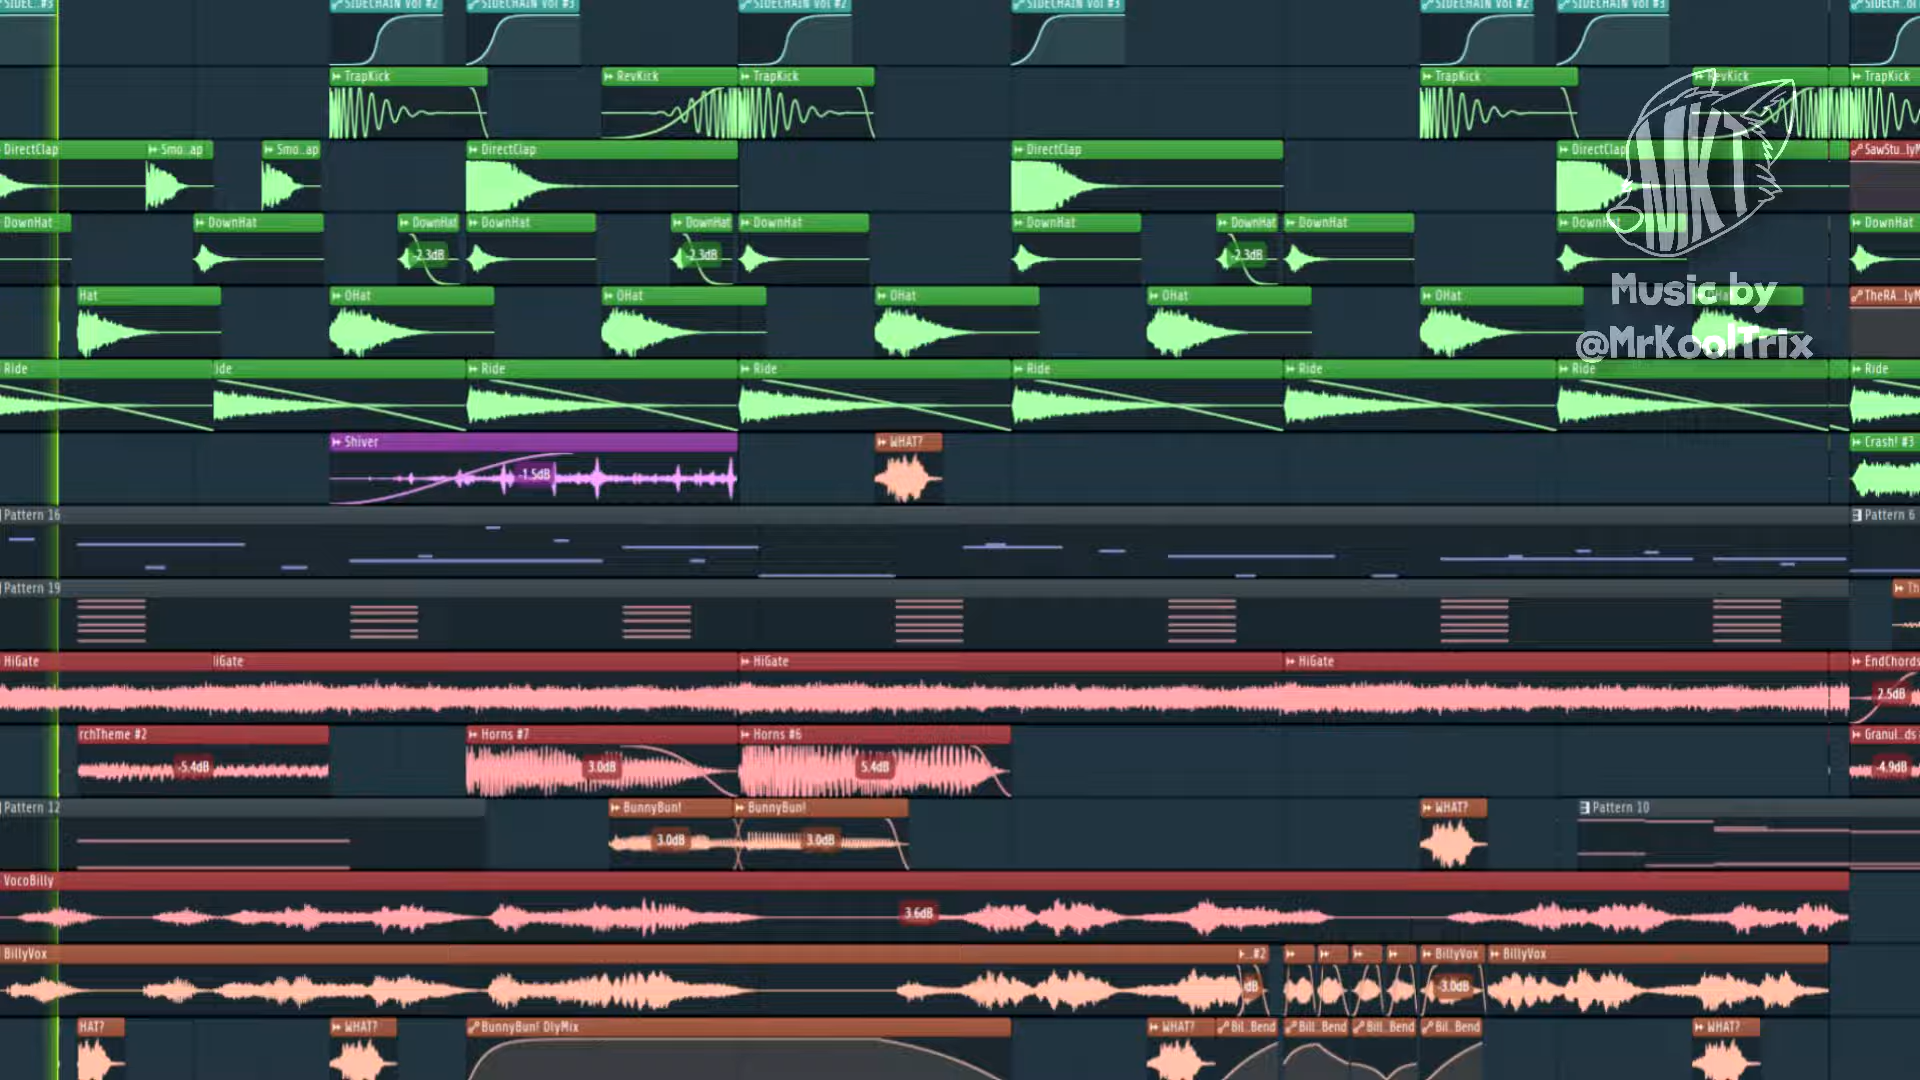 SIDEC..#3 SIDECHAIN Vol #2 SIDECHAIN Vol #3 SIDECHAIN Vol #2 SIDECHAIN Vol #3 SIDECHAIN Vol #2 SIDECHAIN Vol #3
TrapKick RevKick TrapKick TrapKick RevKick TrapKick
MKT
DirectClap Smo..ap Smo..ap DirectClap DirectClap DirectClap SawStu..lyM
DownHat DownHat DownHat DownHat DownHat DownHat DownHat DownHat DownHat DownHat DownHat
-2.3dB -2.3dB -2.3dB
Music by
@MrKoolTrix
Hat OHat OHat OHat OHat OHat TheRA..lyM
Ride ide Ride Ride Ride Ride Ride Ride
Shiver WHAT? Crash! #3
-1.5dB
Pattern 16 Pattern 6
Pattern 19 Th
HiGate liGate HiGate HiGate EndChords
2.5dB
rchTheme #2 Horns #7 Horns #6 Granul..ds
-5.4dB 3.0dB 5.4dB -4.9dB
Pattern 12 BunnyBun! BunnyBun! WHAT? Pattern 10
3.0dB 3.0dB
VocoBilly
3.6dB
BillyVox ..#2 BillyVox BillyVox
dB -3.0dB
HAT? WHAT? BunnyBun! DlyMix WHAT? Bil..Bend Bill..Bend Bill..Bend Bil..Bend WHAT?